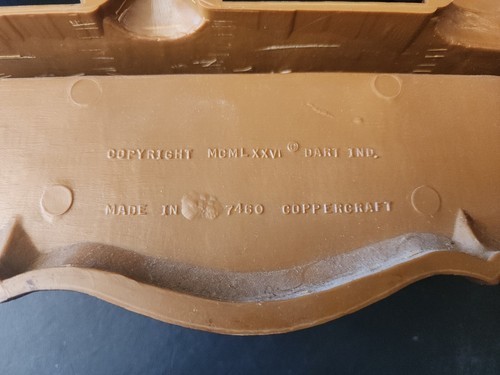 COPYRIGHT MCMLXXVI ® DART IND.
MADE IN 7460 COPPERCRAFT